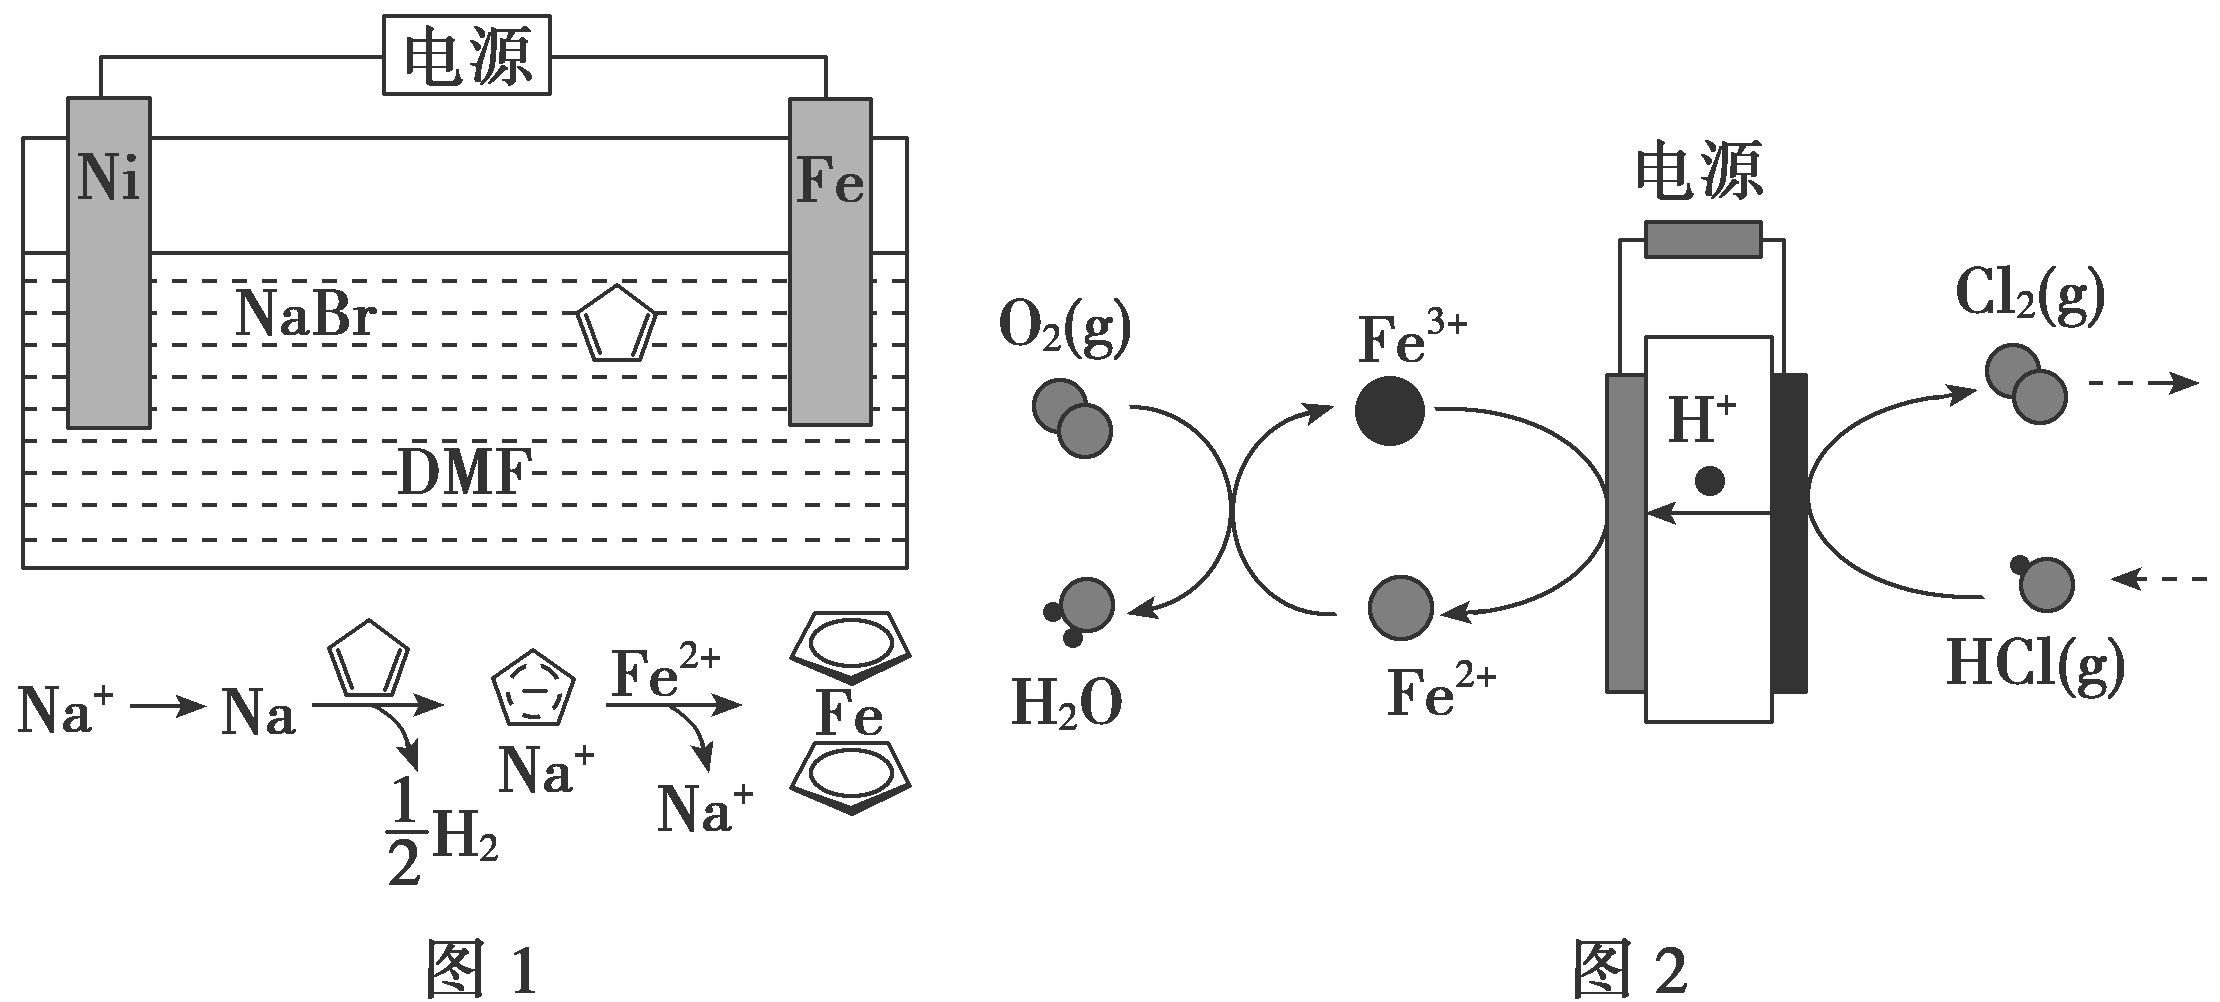 电源
Ni
Fe
NaBr
DMF
Na⁺
Na
½H₂
Na⁺
Fe²⁺
Na⁺
Fe
图 1
电源
O₂(g)
Fe³⁺
Cl₂(g)
H⁺
H₂O
Fe²⁺
HCl(g)
图 2